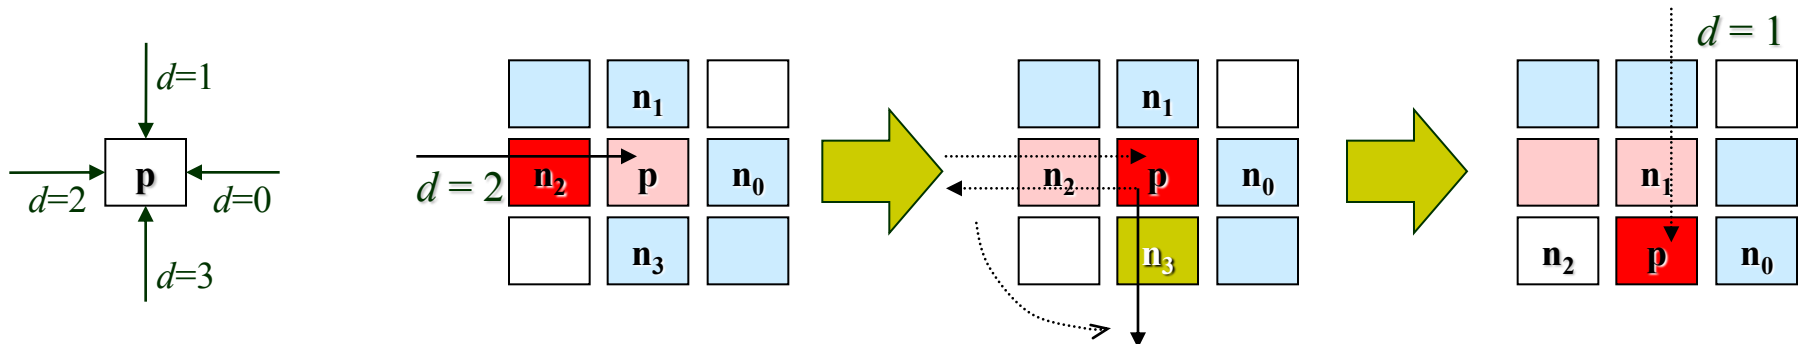 d=1
p
d=2
d=0
d=3
n₁
d = 2
n₂ p n₀
n₃
n₁
n₂ p n₀
n₃
d = 1
n₁
n₂ p n₀